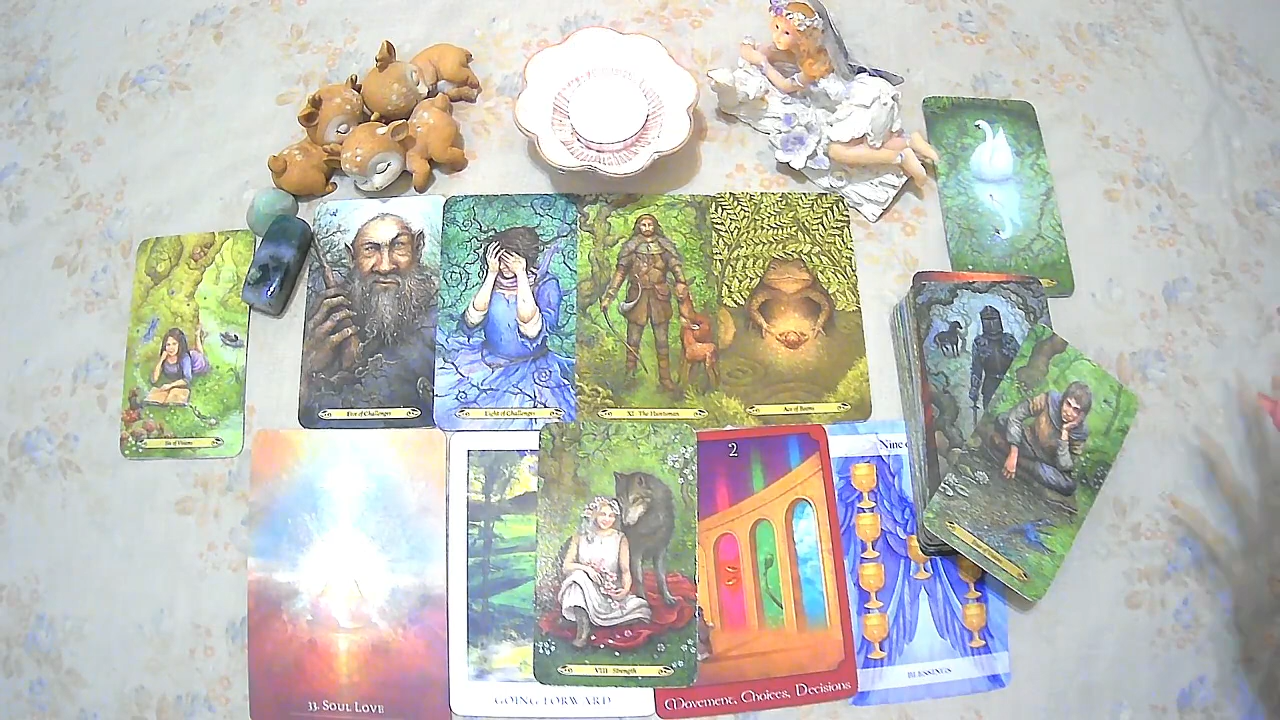 Six of Visions
Five of Challenges
Eight of Challenges
XI The Huntsman
Ace of Boons
33. SOUL LOVE
GOING FORWARD
VIII Strength
2
Movement, Choices, Decisions
Nine
BLESSINGS